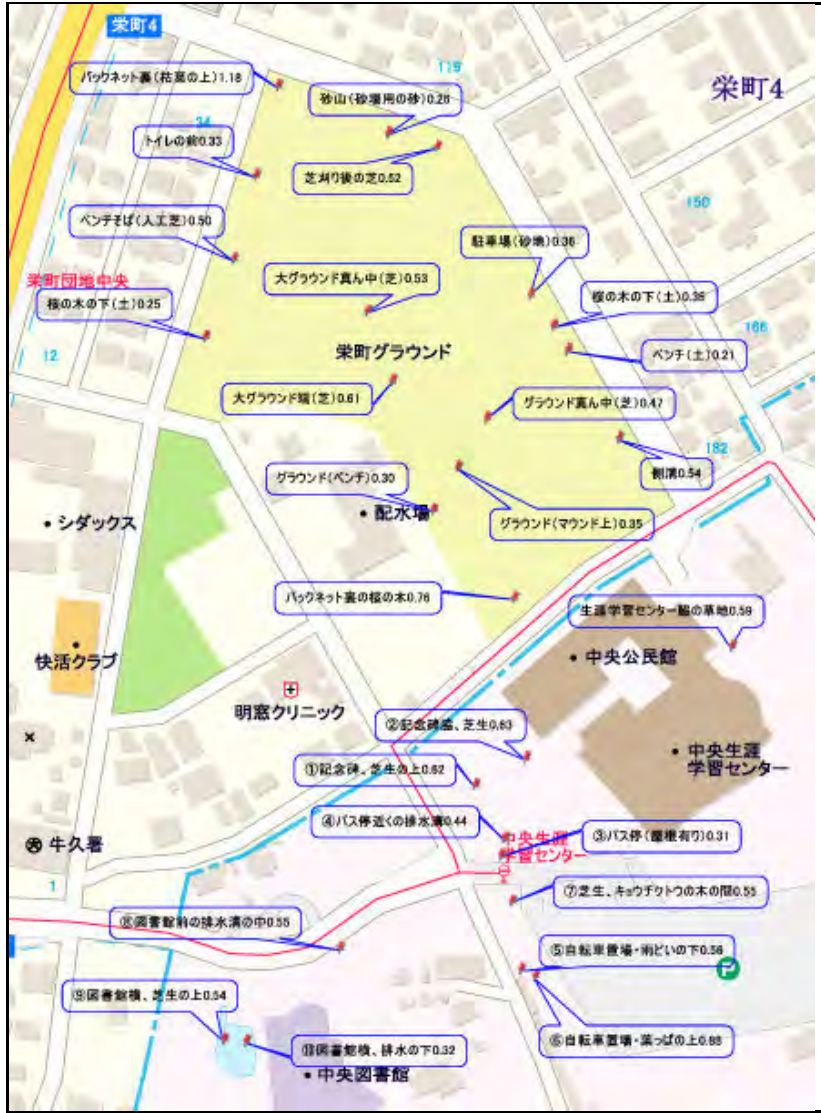 栄町4
バックネット裏(枯葉の上)1.18
119
栄町4
砂山(砂場用の砂)0.26
34
トイレの前0.33
芝刈り後の芝0.52
150
ベンチそば(人工芝)0.50
駐車場(砂地)0.36
栄町団地中央
大グラウンド真ん中(芝)0.53
桜の木の下(土)0.25
桜の木の下(土)0.35
166
12
栄町グラウンド
ベンチ(土)0.21
大グラウンド端(芝)0.61
グラウンド真ん中(芝)0.47
182
側溝0.54
グラウンド(ベンチ)0.30
シダックス
配水場
グラウンド(マウンド上)0.35
バックネット裏の桜の木0.76
生涯学習センター脇の草地0.59
快活クラブ
中央公民館
明窓クリニック
②記念碑脇、芝生0.63
中央生涯
学習センター
①記念碑、芝生の上0.62
④バス停近くの排水溝0.44
中央生涯
学習センター
③バス停(屋根有り)0.31
牛久署
1
⑦芝生、キョウチクトウの木の間0.55
⑧図書館前の排水溝の中0.55
⑤自転車置場・雨どいの下0.56
P
⑨図書館横、芝生の上0.54
⑩図書館横、排水の下0.32
⑥自転車置場・葉っぱの上0.88
中央図書館